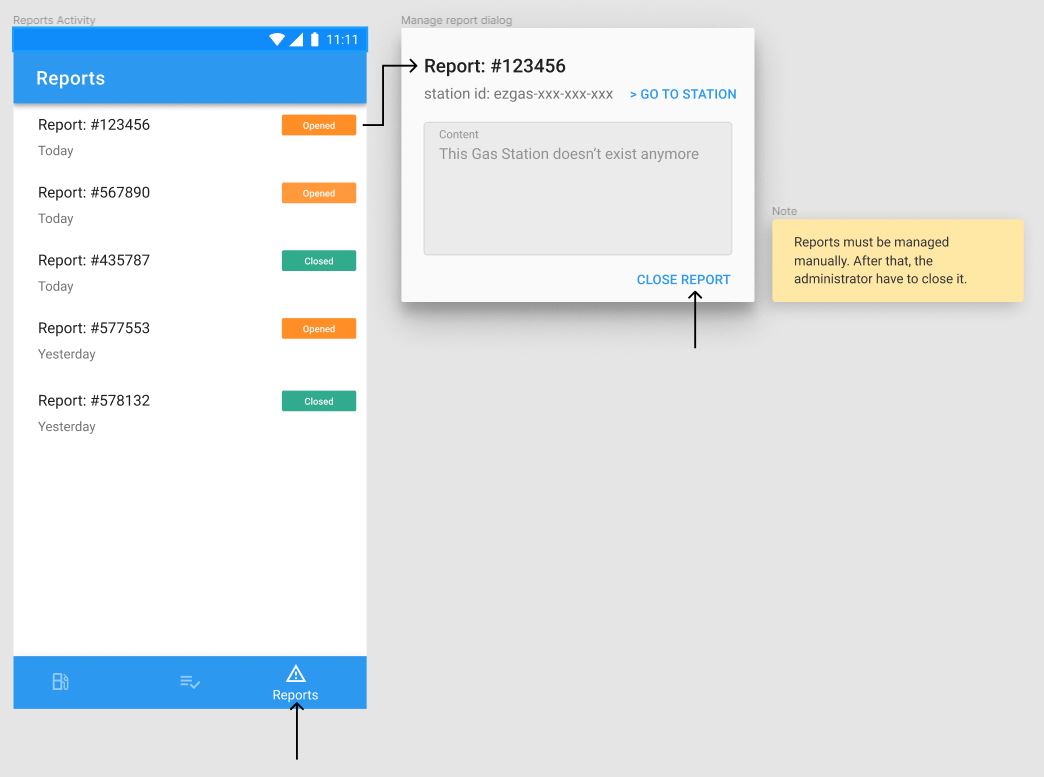 Reports Activity
11:11
Reports
Report: #123456
Opened
Today
Report: #567890
Opened
Today
Report: #435787
Closed
Today
Report: #577553
Opened
Yesterday
Report: #578132
Closed
Yesterday
Reports
Manage report dialog
Report: #123456
station id: ezgas-xxx-xxx-xxx
> GO TO STATION
Content
This Gas Station doesn't exist anymore
CLOSE REPORT
Note
Reports must be managed
manually. After that, the
administrator have to close it.